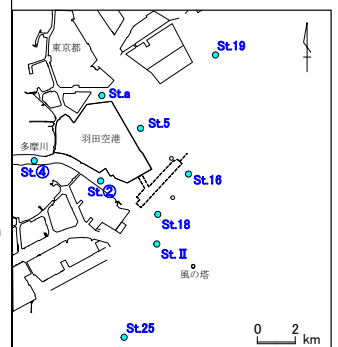 東京都
St.19
St.a
St.5
羽田空港
多摩川
St.④
St.②
St.16
St.18
St.Ⅱ
風の塔
St.25
0 2
km